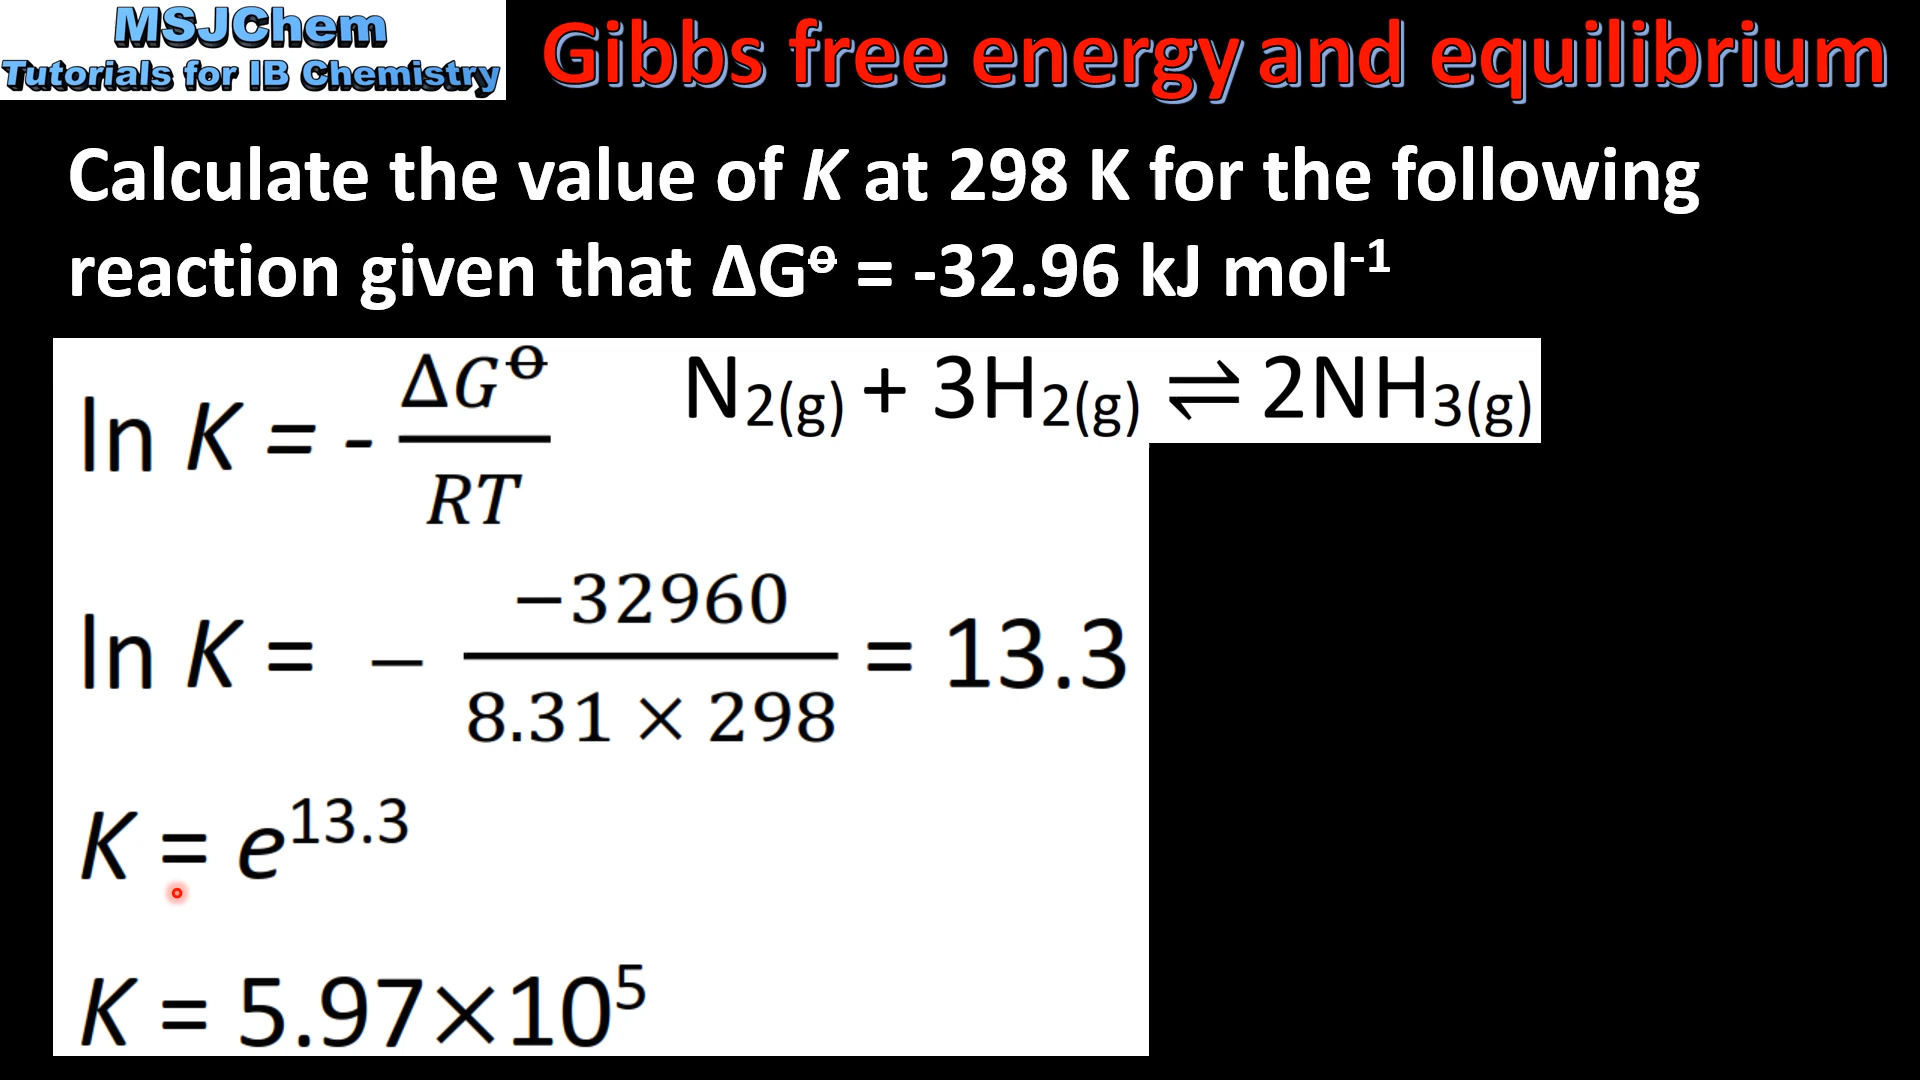 MSJChem
Tutorials for IB Chemistry
Gibbs free energy and equilibrium
Calculate the value of K at 298 K for the following
reaction given that ΔG⦵ = -32.96 kJ mol⁻¹
ln K = - ΔG⦵ / RT
N₂(g) + 3H₂(g) ⇌ 2NH₃(g)
ln K = − −32960 / 8.31 × 298 = 13.3
K = e¹³·³
K = 5.97×10⁵